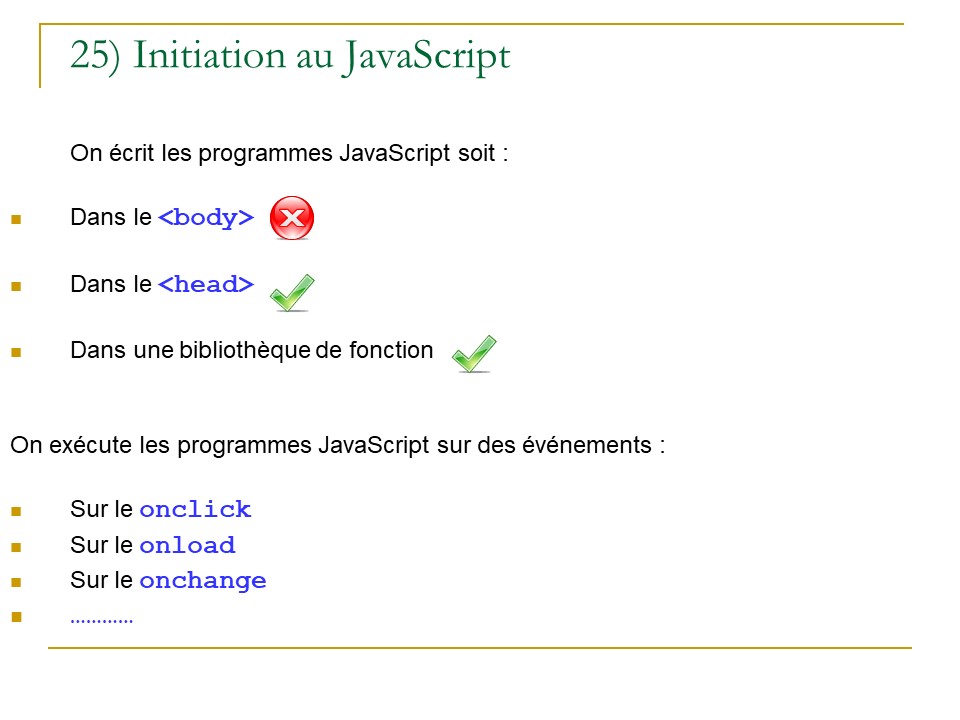 25) Initiation au JavaScript
On écrit les programmes JavaScript soit :
Dans le <body>
Dans le <head>
Dans une bibliothèque de fonction
On exécute les programmes JavaScript sur des événements :
Sur le onclick
Sur le onload
Sur le onchange
…………